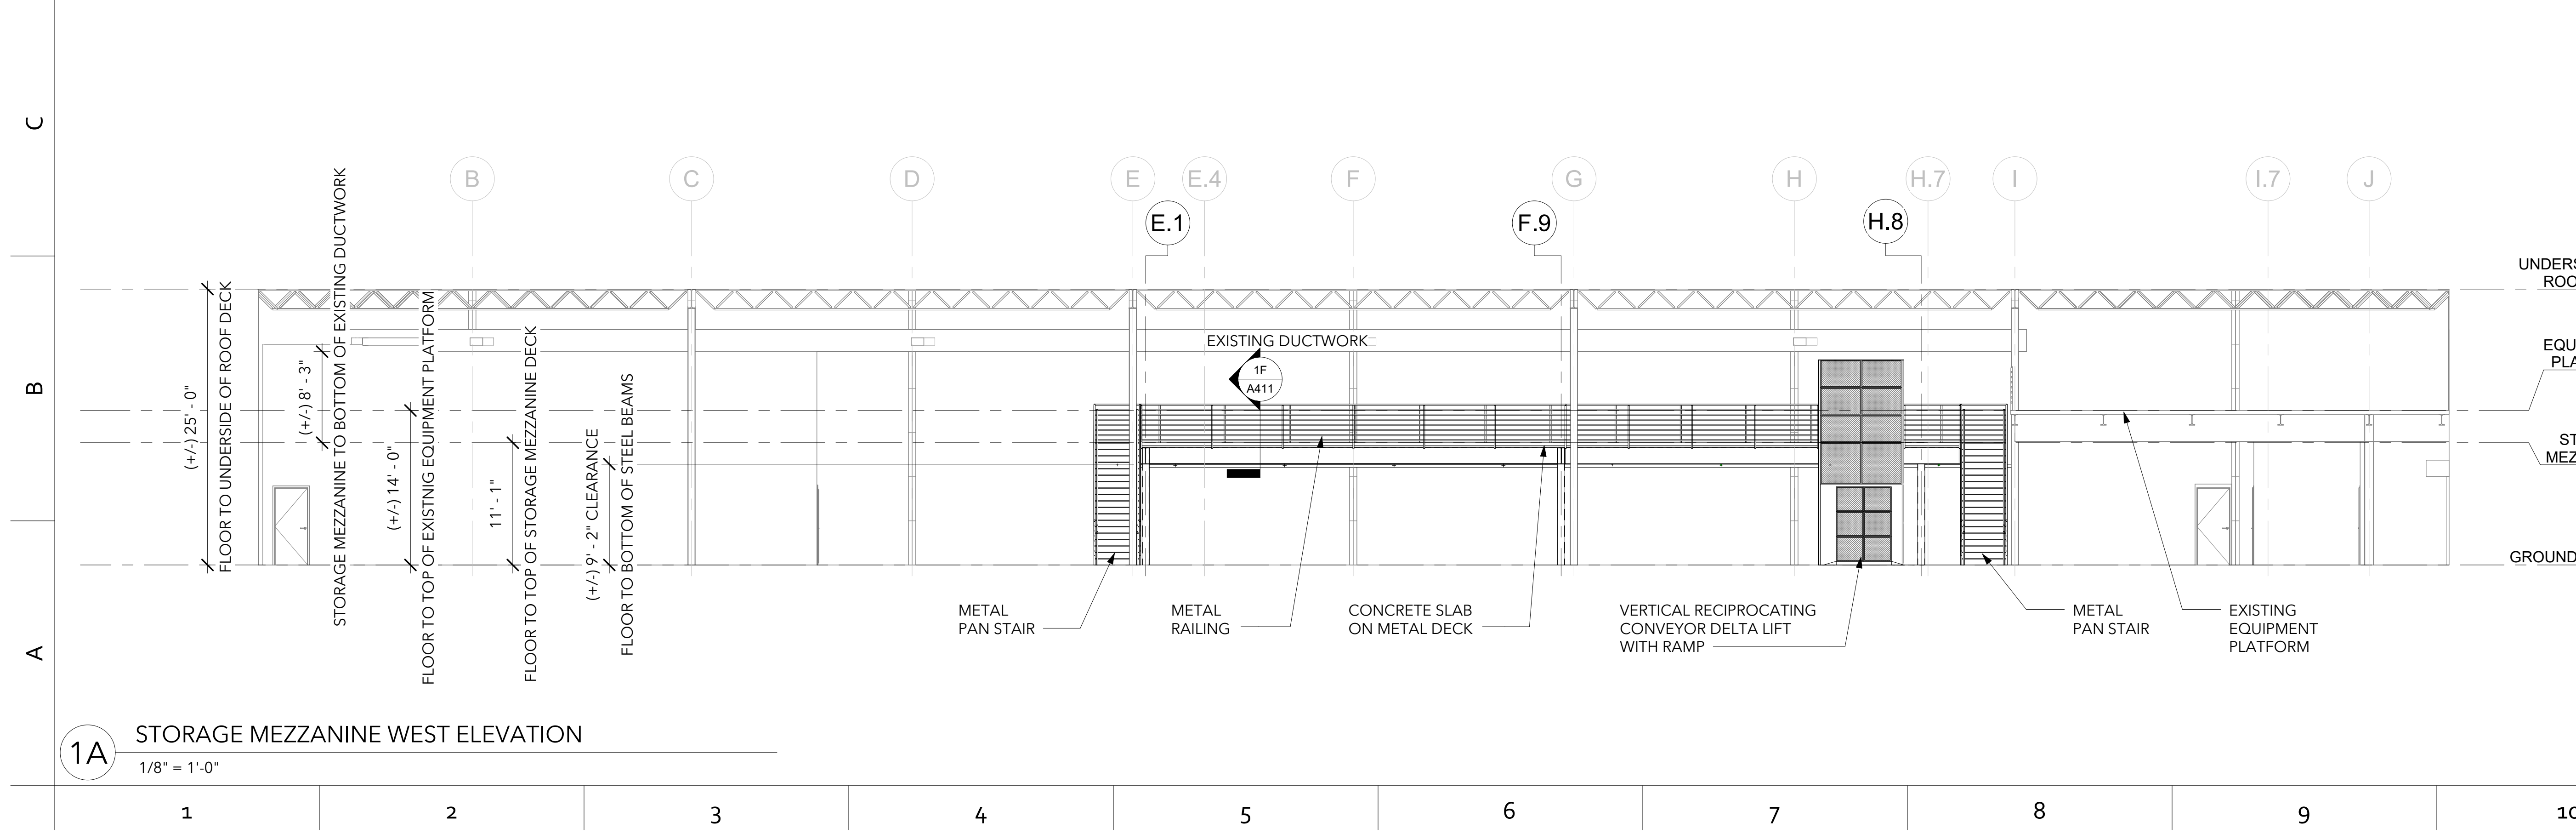 C
B
A
B
C
D
E
E.4
F
G
H
H.7
I
I.7
J
E.1
F.9
H.8
(+/-) 25' - 0"
FLOOR TO UNDERSIDE OF ROOF DECK
(+/-) 8' - 3"
STORAGE MEZZANINE TO BOTTOM OF EXISTING DUCTWORK
(+/-) 14' - 0"
FLOOR TO TOP OF EXISTNIG EQUIPMENT PLATFORM
11' - 1"
FLOOR TO TOP OF STORAGE MEZZANINE DECK
(+/-) 9' - 2" CLEARANCE
FLOOR TO BOTTOM OF STEEL BEAMS
EXISTING DUCTWORK
1F
A411
UNDERS
ROO
EQU
PLA
ST
MEZ
GROUND
METAL
PAN STAIR
METAL
RAILING
CONCRETE SLAB
ON METAL DECK
VERTICAL RECIPROCATING
CONVEYOR DELTA LIFT
WITH RAMP
METAL
PAN STAIR
EXISTING
EQUIPMENT
PLATFORM
1A
STORAGE MEZZANINE WEST ELEVATION
1/8" = 1'-0"
1
2
3
4
5
6
7
8
9
10